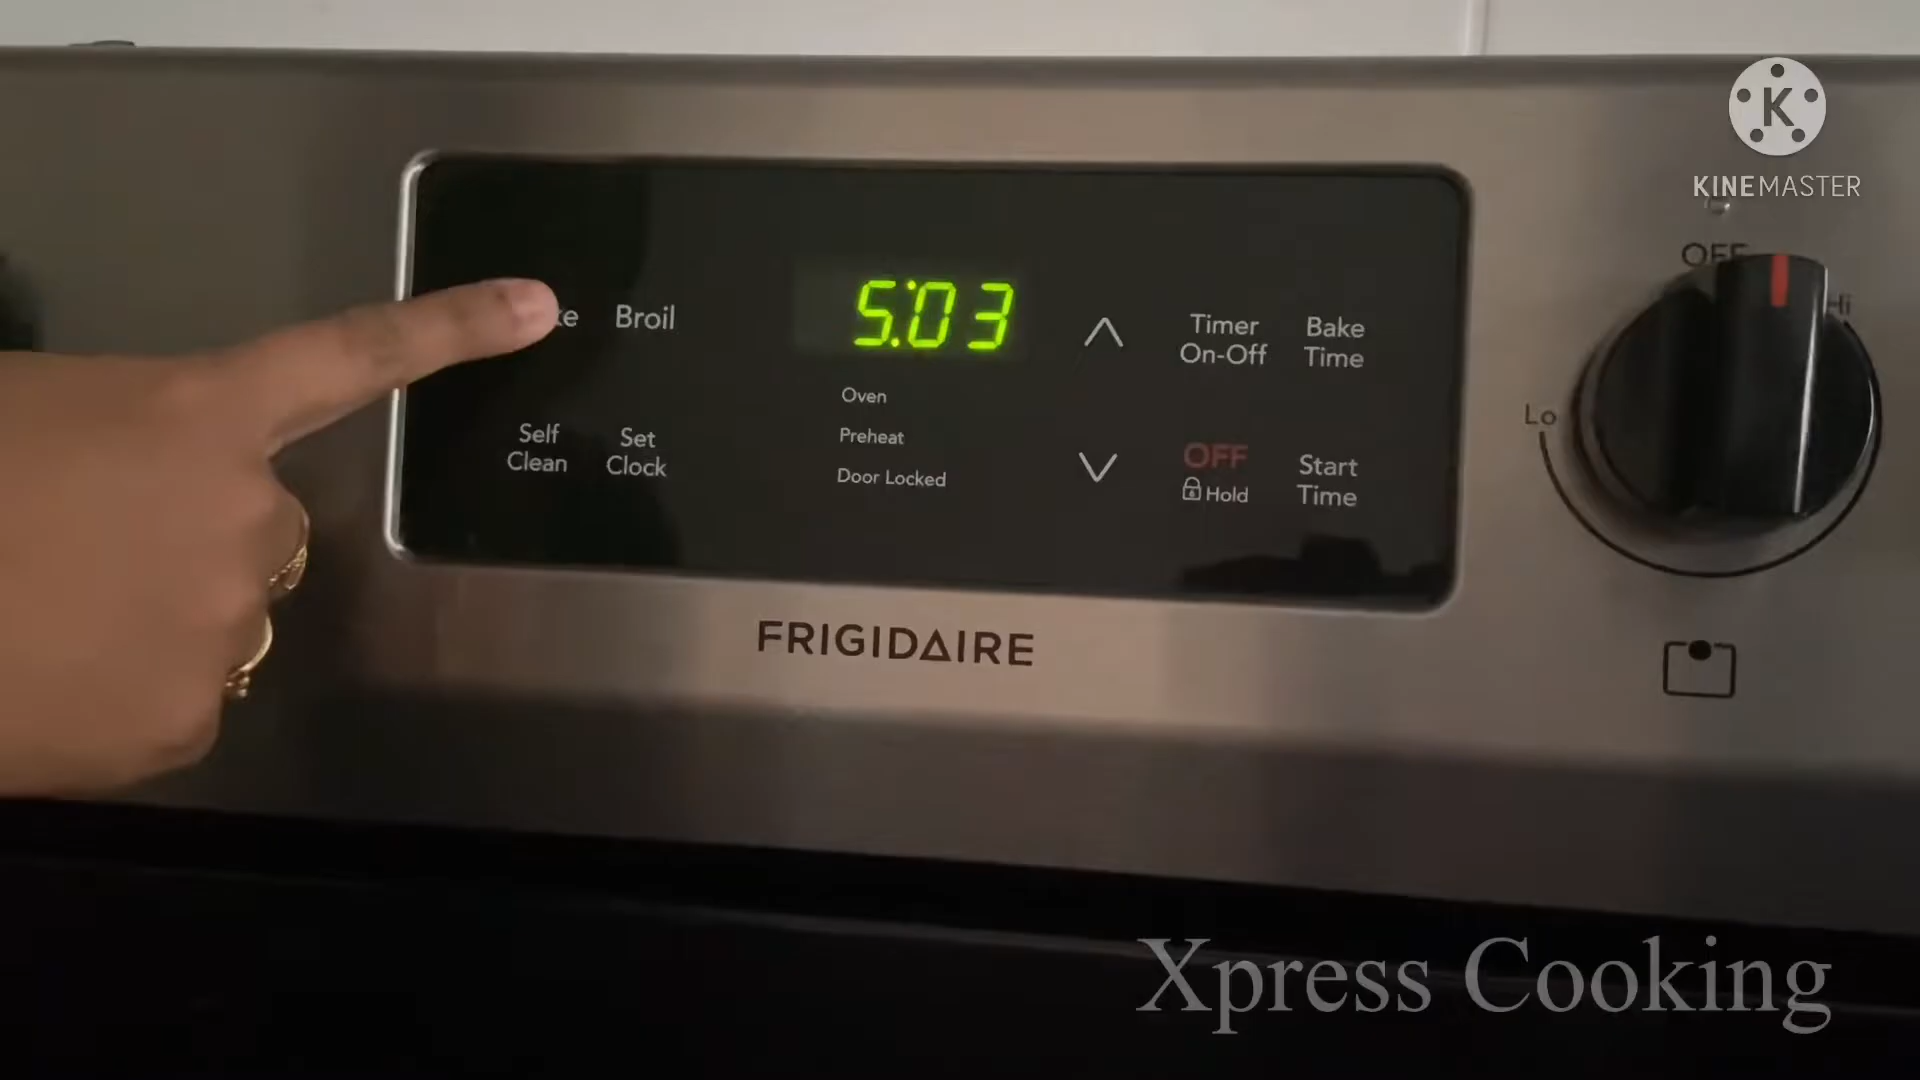 K
KINEMASTER
OFF
Hi
Lo
Broil
5:03
Timer
On-Off
Bake
Time
Oven
Preheat
Door Locked
Self
Clean
Set
Clock
OFF
Hold
Start
Time
FRIGIDAIRE
Xpress Cooking